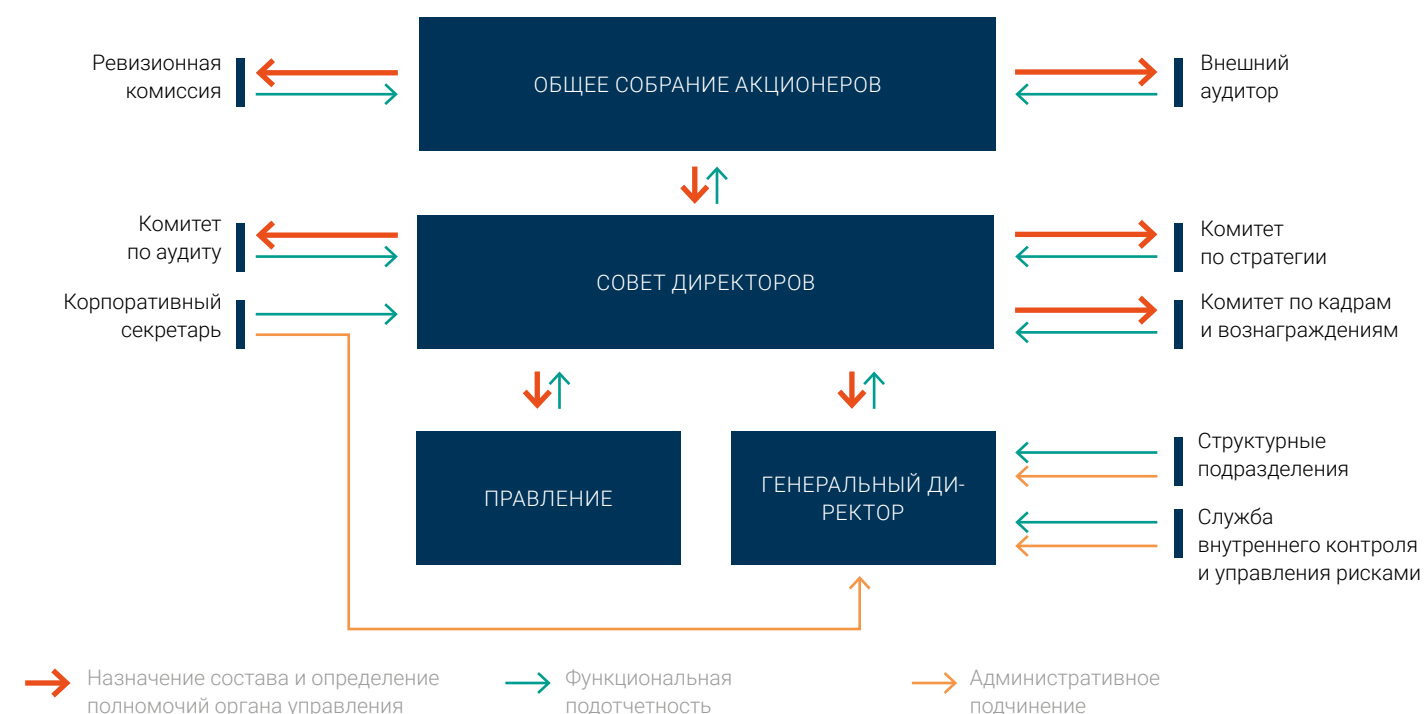 Ревизионная
комиссия
ОБЩЕЕ СОБРАНИЕ АКЦИОНЕРОВ
Внешний
аудитор
Комитет
по аудиту
Корпоративный
секретарь
СОВЕТ ДИРЕКТОРОВ
Комитет
по стратегии
Комитет по кадрам
и вознаграждениям
ПРАВЛЕНИЕ
ГЕНЕРАЛЬНЫЙ ДИ-
РЕКТОР
Структурные
подразделения
Служба
внутреннего контроля
и управления рисками
Назначение состава и определение
полномочий органа управления
Функциональная
подотчетность
Административное
подчинение